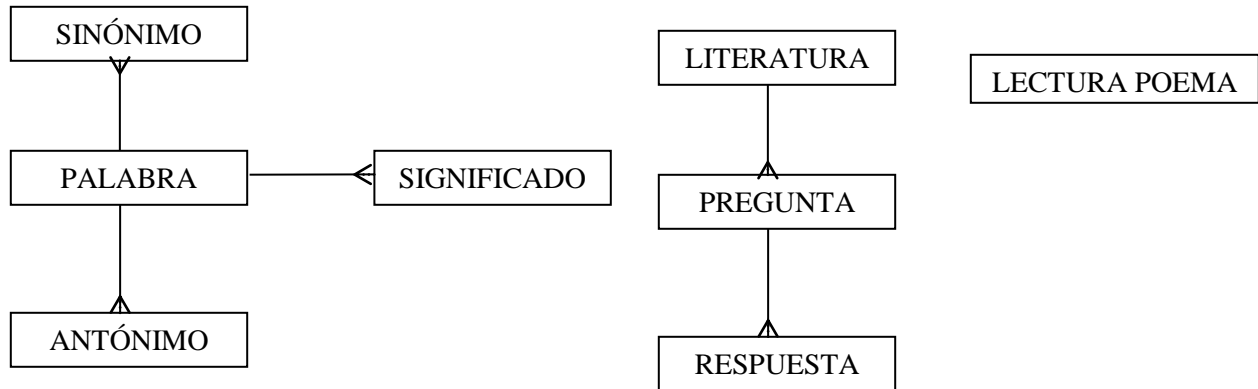 SINÓNIMO
PALABRA
SIGNIFICADO
ANTÓNIMO
LITERATURA
PREGUNTA
RESPUESTA
LECTURA POEMA